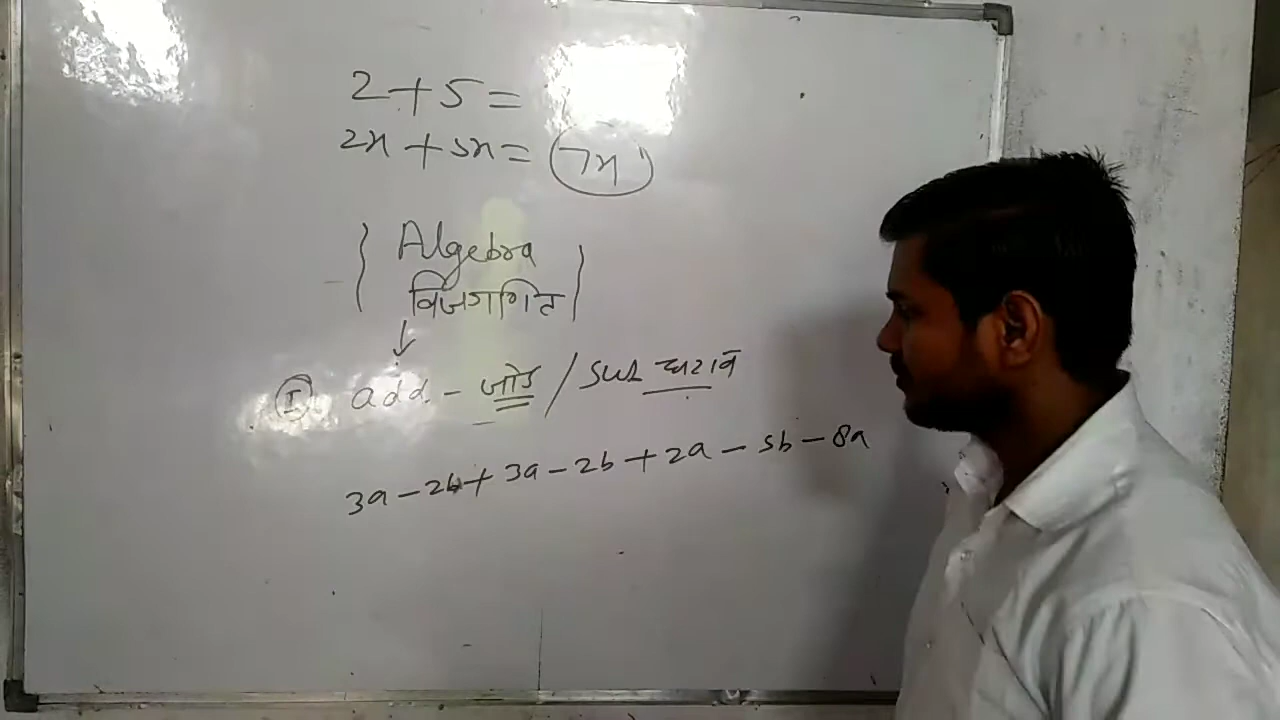 2+5=
2x+5x= 7x
{ Algebra }
विजगणित
I add - जोड / Sub घटाव
3a-2b+3a-2b+2a-5b-8a